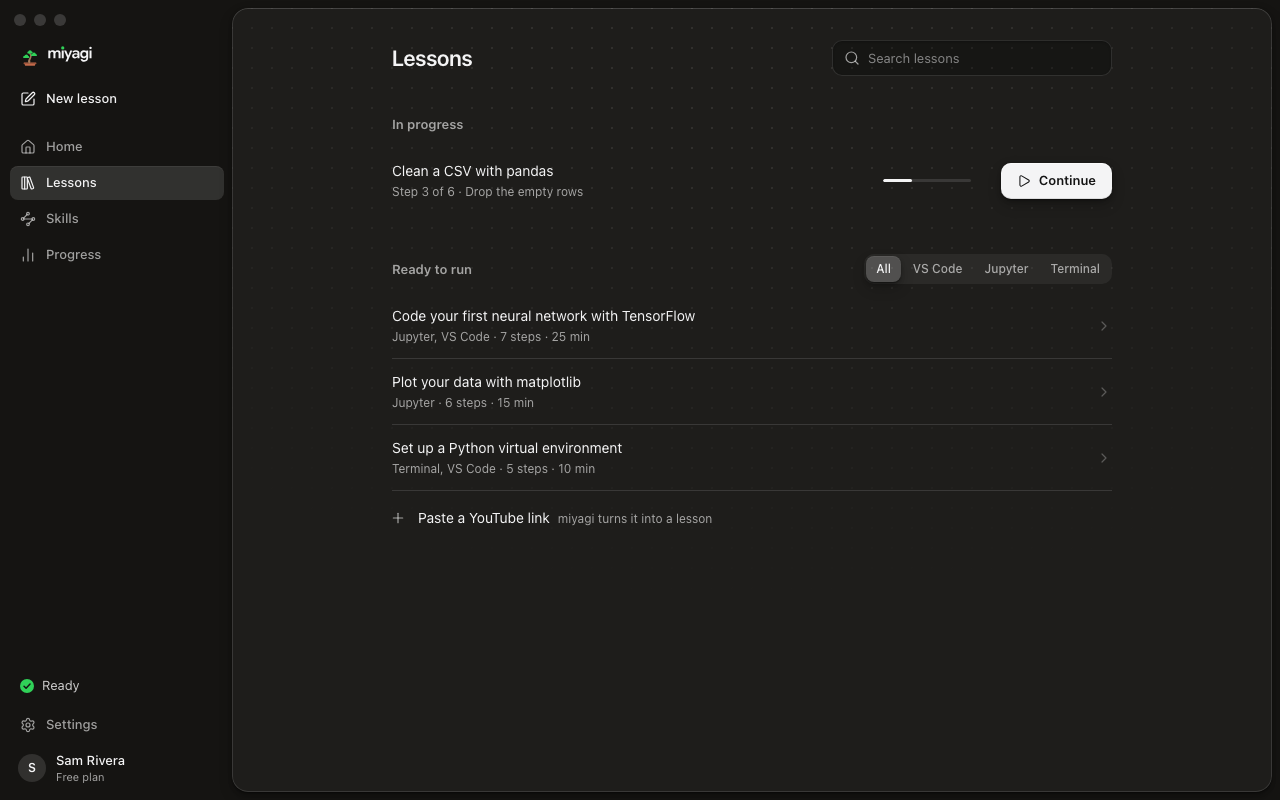 miyagi
New lesson
Home
Lessons
Skills
Progress
Ready
Settings
S
Sam Rivera
Free plan
Lessons
Search lessons
In progress
Clean a CSV with pandas
Step 3 of 6 · Drop the empty rows
Continue
Ready to run
All
VS Code
Jupyter
Terminal
Code your first neural network with TensorFlow
Jupyter, VS Code · 7 steps · 25 min
Plot your data with matplotlib
Jupyter · 6 steps · 15 min
Set up a Python virtual environment
Terminal, VS Code · 5 steps · 10 min
Paste a YouTube link miyagi turns it into a lesson